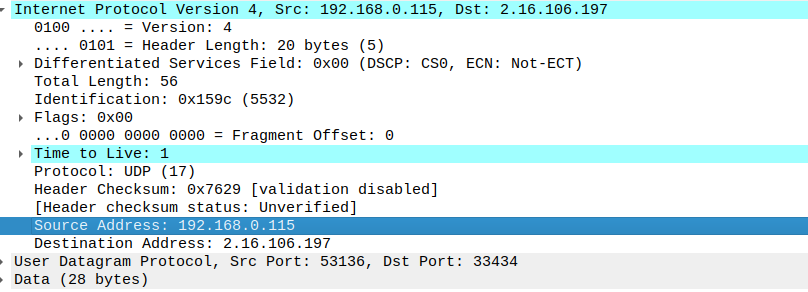 Internet Protocol Version 4, Src: 192.168.0.115, Dst: 2.16.106.197
0100 .... = Version: 4
.... 0101 = Header Length: 20 bytes (5)
Differentiated Services Field: 0x00 (DSCP: CS0, ECN: Not-ECT)
Total Length: 56
Identification: 0x159c (5532)
Flags: 0x00
...0 0000 0000 0000 = Fragment Offset: 0
Time to Live: 1
Protocol: UDP (17)
Header Checksum: 0x7629 [validation disabled]
[Header checksum status: Unverified]
Source Address: 192.168.0.115
Destination Address: 2.16.106.197
User Datagram Protocol, Src Port: 53136, Dst Port: 33434
Data (28 bytes)